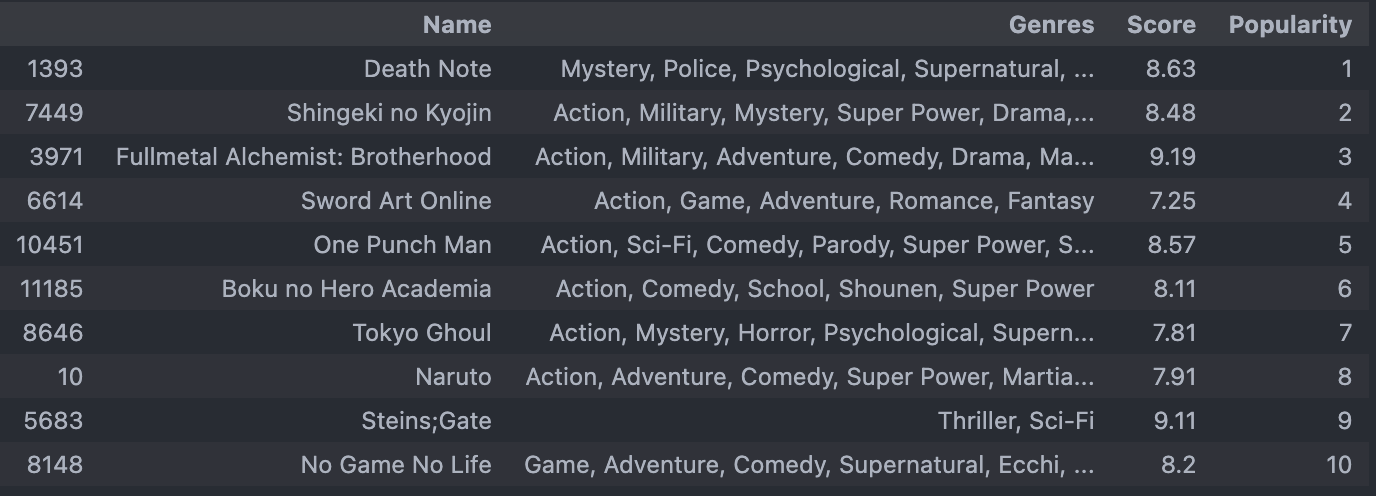 Name Genres Score Popularity
1393 Death Note Mystery, Police, Psychological, Supernatural, ... 8.63 1
7449 Shingeki no Kyojin Action, Military, Mystery, Super Power, Drama,... 8.48 2
3971 Fullmetal Alchemist: Brotherhood Action, Military, Adventure, Comedy, Drama, Ma... 9.19 3
6614 Sword Art Online Action, Game, Adventure, Romance, Fantasy 7.25 4
10451 One Punch Man Action, Sci-Fi, Comedy, Parody, Super Power, S... 8.57 5
11185 Boku no Hero Academia Action, Comedy, School, Shounen, Super Power 8.11 6
8646 Tokyo Ghoul Action, Mystery, Horror, Psychological, Supern... 7.81 7
10 Naruto Action, Adventure, Comedy, Super Power, Martia... 7.91 8
5683 Steins;Gate Thriller, Sci-Fi 9.11 9
8148 No Game No Life Game, Adventure, Comedy, Supernatural, Ecchi, ... 8.2 10